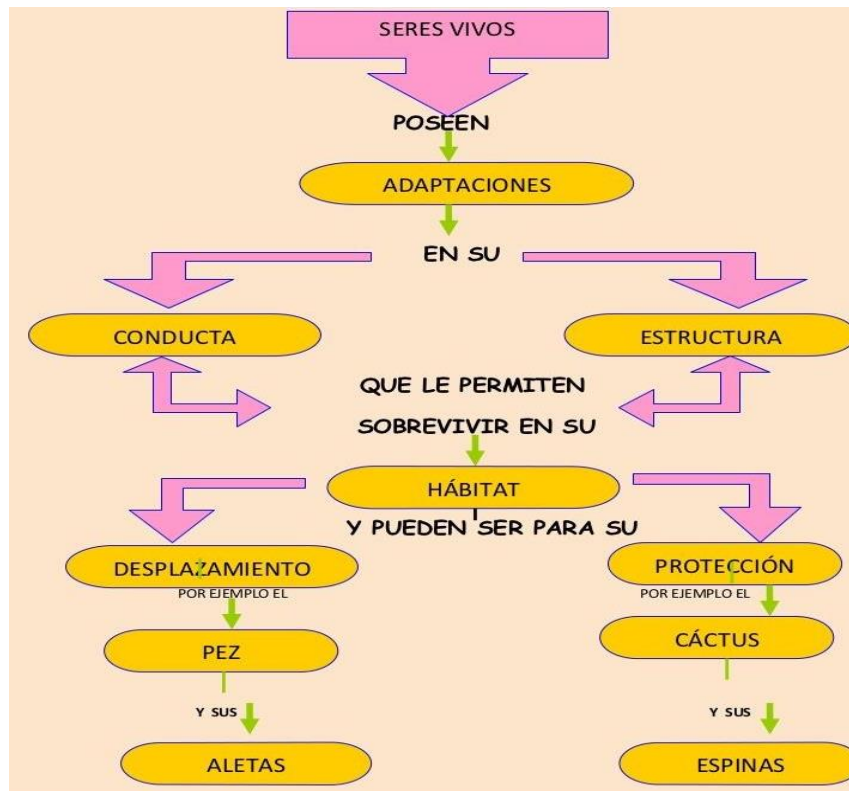 SERES VIVOS
POSEEN
ADAPTACIONES
EN SU
CONDUCTA
ESTRUCTURA
QUE LE PERMITEN
SOBREVIVIR EN SU
HÁBITAT
Y PUEDEN SER PARA SU
DESPLAZAMIENTO
POR EJEMPLO EL
PEZ
Y SUS
ALETAS
PROTECCIÓN
POR EJEMPLO EL
CÁCTUS
Y SUS
ESPINAS